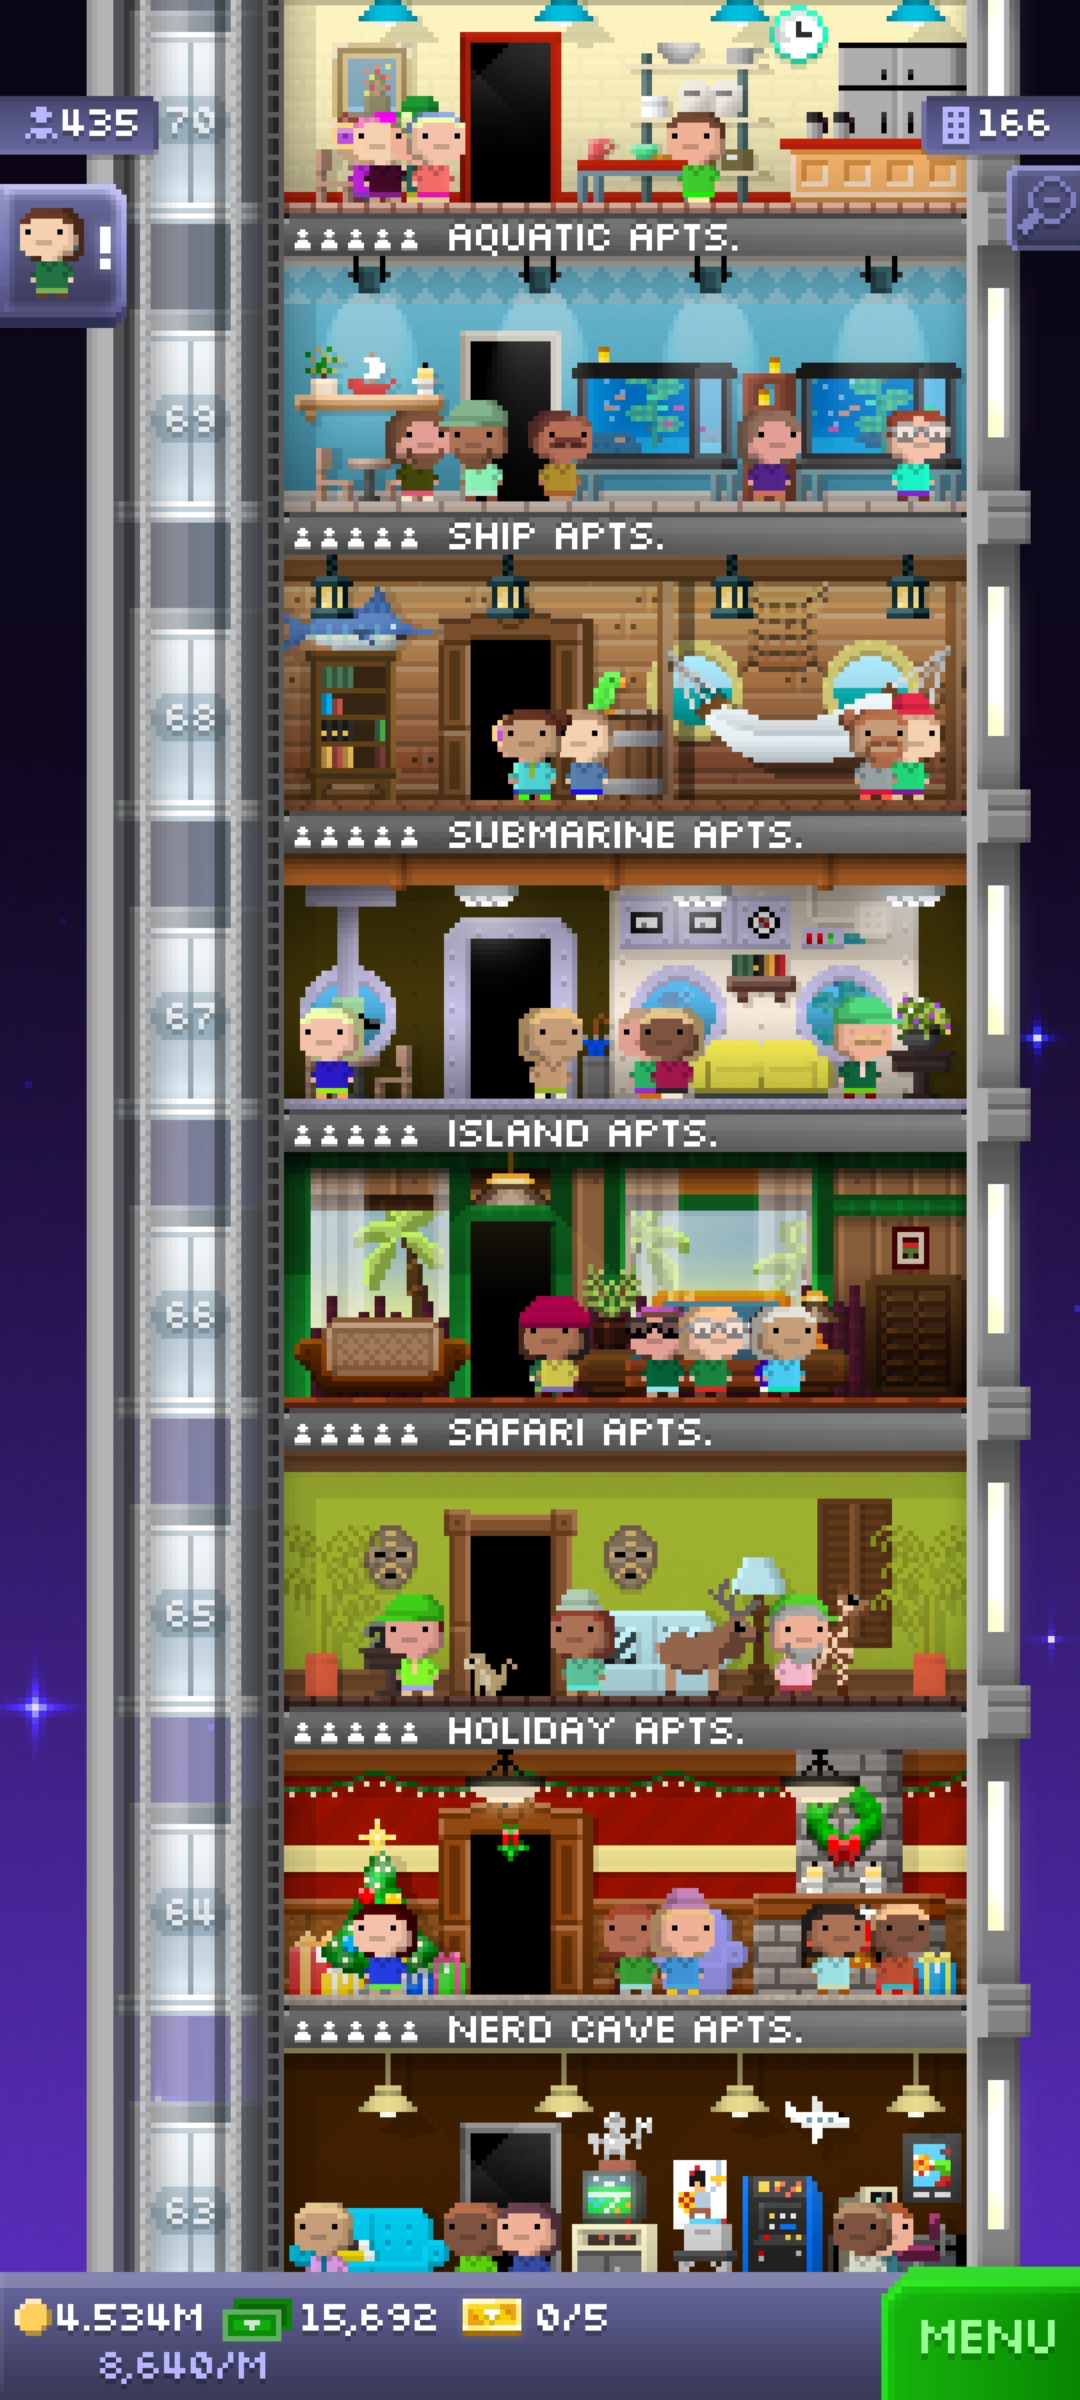 435
70
166
!
AQUATIC APTS.
69
SHIP APTS.
68
SUBMARINE APTS.
67
ISLAND APTS.
66
SAFARI APTS.
65
HOLIDAY APTS.
64
NERD CAVE APTS.
63
4.534M 15,692 0/5
8,640/M
MENU